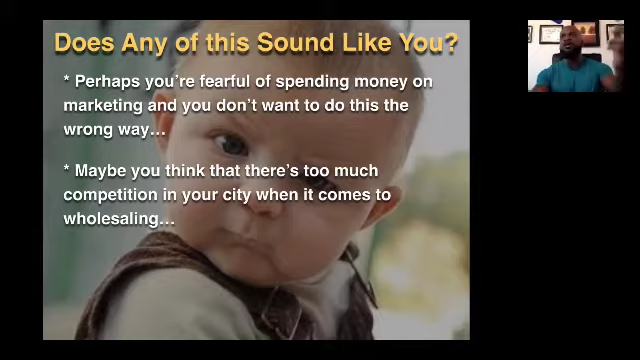 Does Any of this Sound Like You?
* Perhaps you're fearful of spending money on
marketing and you don't want to do this the
wrong way...
* Maybe you think that there's too much
competition in your city when it comes to
wholesaling...